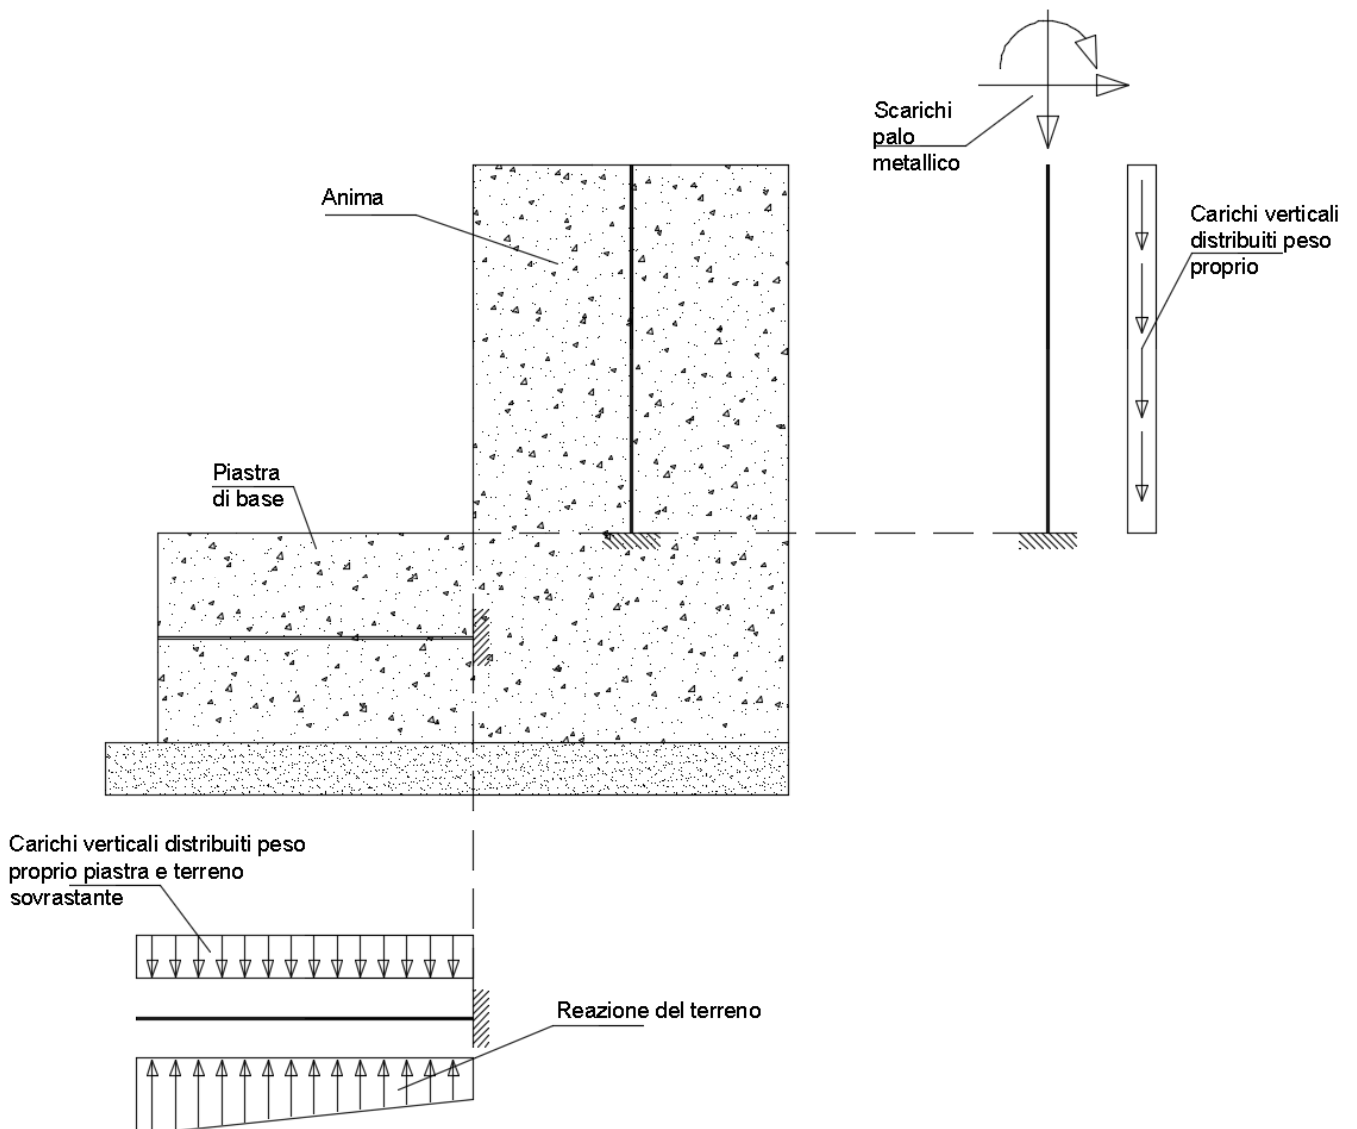 Scarichi
palo
metallico
Anima
Carichi verticali
distribuiti peso
proprio
Piastra
di base
Carichi verticali distribuiti peso
proprio piastra e terreno
sovrastante
Reazione del terreno